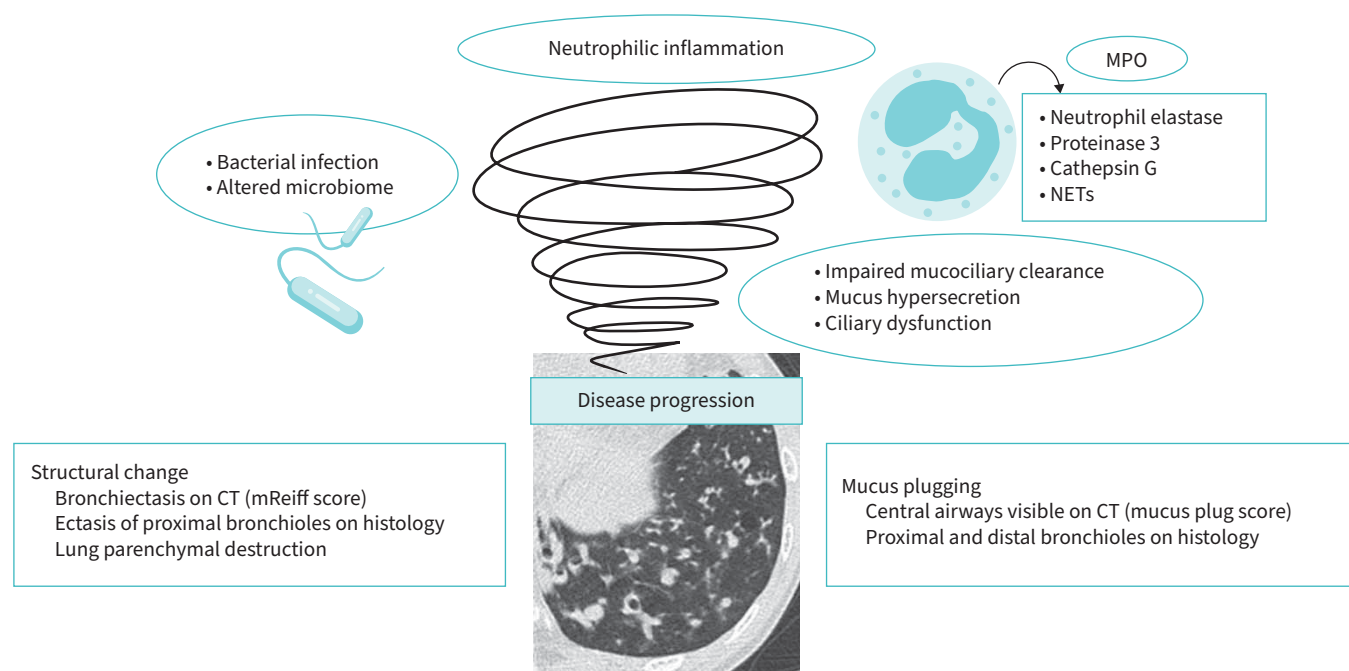 Neutrophilic inflammation
MPO
• Neutrophil elastase
• Proteinase 3
• Cathepsin G
• NETs
• Bacterial infection
• Altered microbiome
• Impaired mucociliary clearance
• Mucus hypersecretion
• Ciliary dysfunction
Disease progression
Structural change
Bronchiectasis on CT (mReiff score)
Ectasis of proximal bronchioles on histology
Lung parenchymal destruction
Mucus plugging
Central airways visible on CT (mucus plug score)
Proximal and distal bronchioles on histology